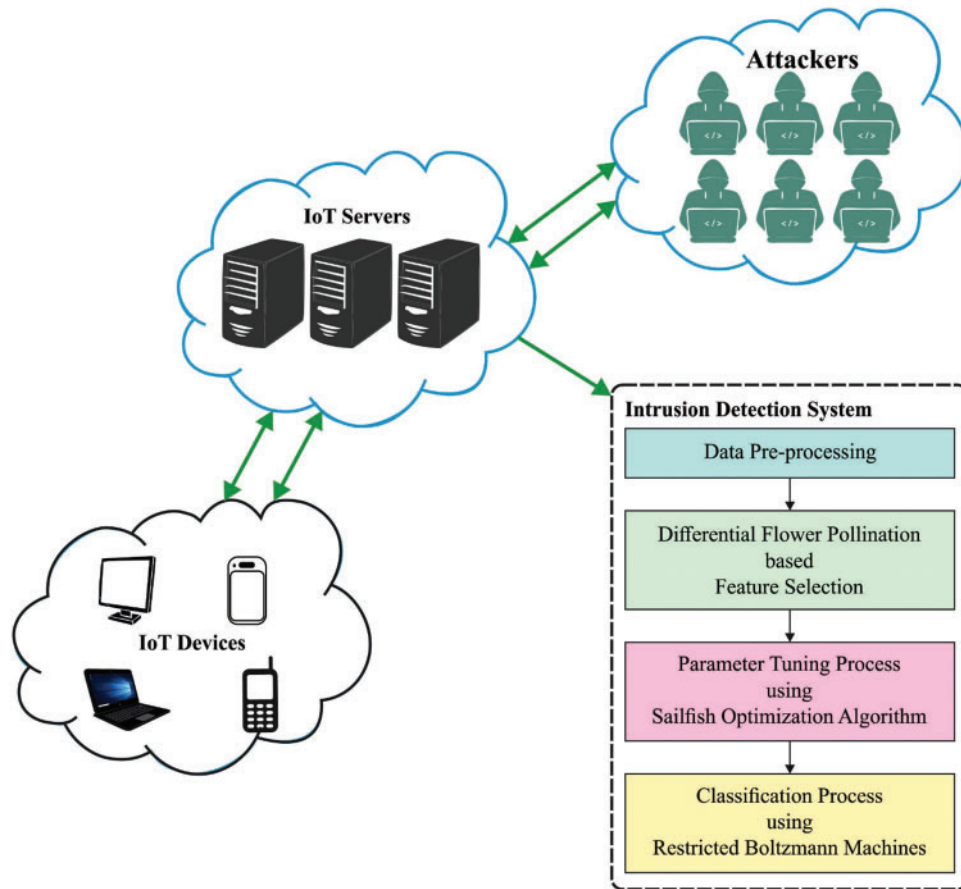 Attackers
</>
</>
</>
</>
</>
</>
IoT Servers
IoT Devices
Intrusion Detection System
Data Pre-processing
Differential Flower Pollination
based
Feature Selection
Parameter Tuning Process
using
Sailfish Optimization Algorithm
Classification Process
using
Restricted Boltzmann Machines